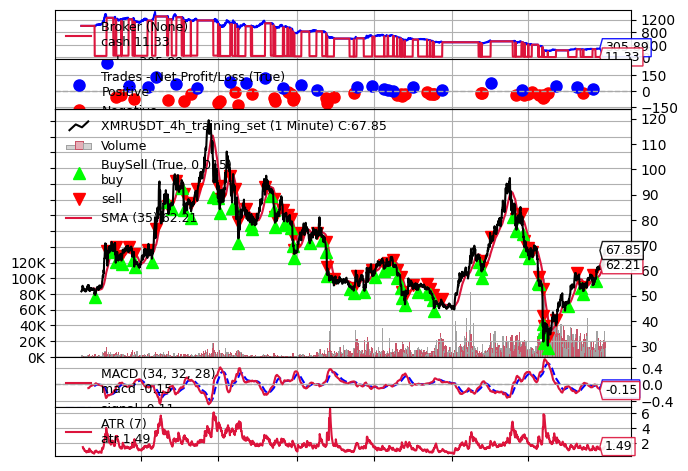 Broker (None)
cash 11.33
1200
800
305.89
11.33
Trades - Net Profit/Loss (True)
Positive
Negative
150
0
−150
XMRUSDT_4h_training_set (1 Minute) C:67.85
Volume
BuySell (True, 0.015)
buy
sell
SMA (35) 62.21
120
110
100
90
80
70
67.85
62.21
60
50
40
30
120K
100K
80K
60K
40K
20K
0K
MACD (34, 32, 28)
macd -0.15
signal -0.11
0.4
0.0
-0.15
−0.4
ATR (7)
atr 1.49
6
4
2
1.49